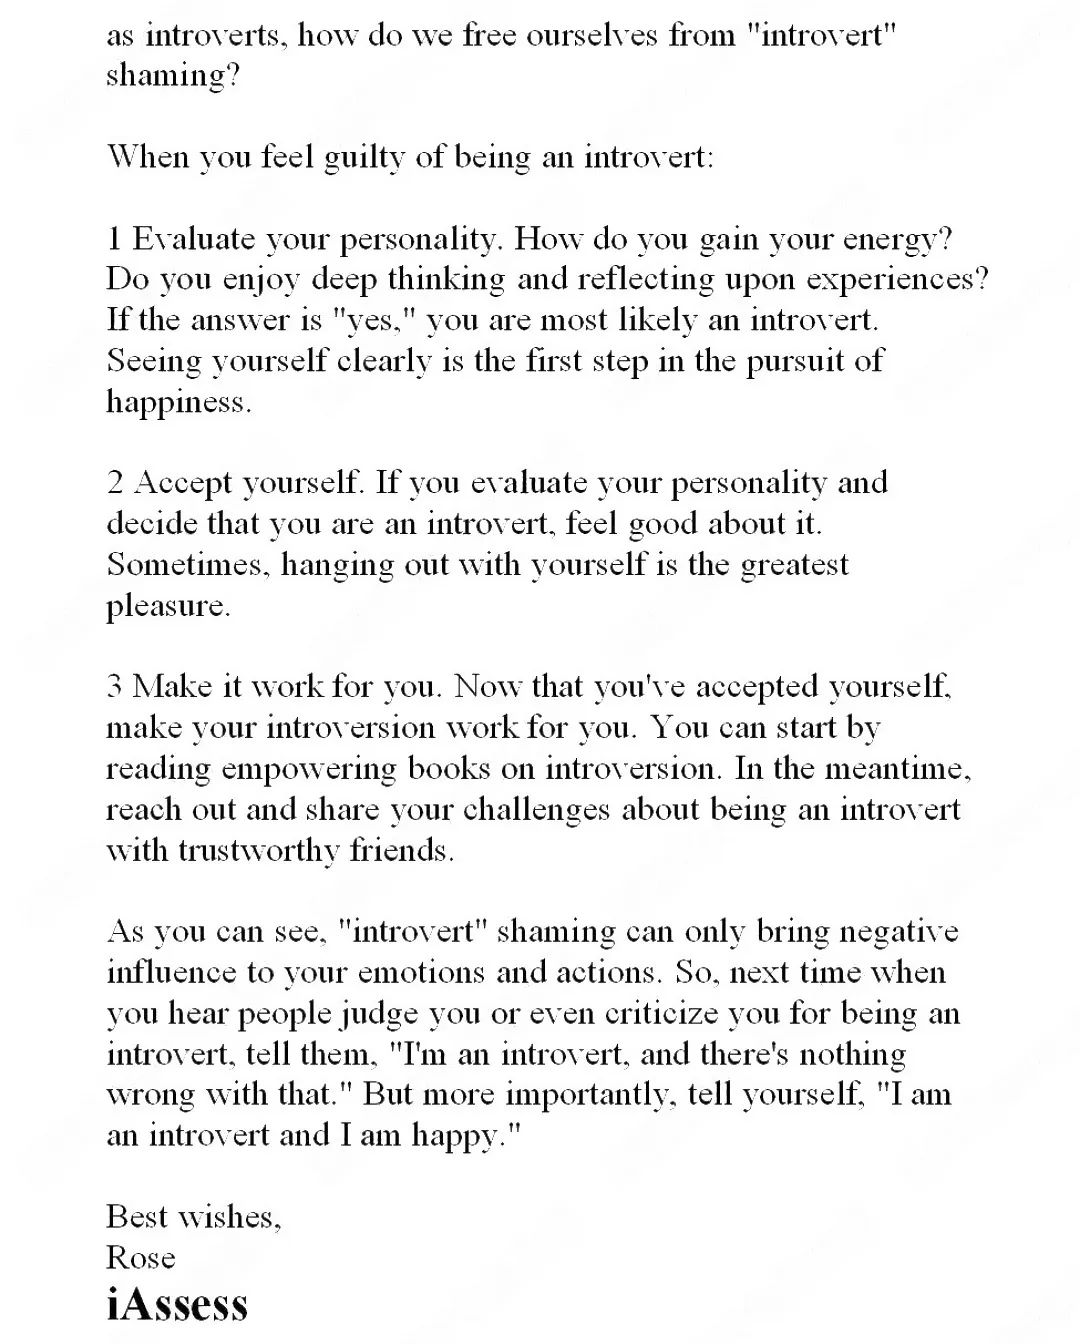 as introverts, how do we free ourselves from "introvert"
shaming?
When you feel guilty of being an introvert:
1 Evaluate your personality. How do you gain your energy?
Do you enjoy deep thinking and reflecting upon experiences?
If the answer is "yes," you are most likely an introvert.
Seeing yourself clearly is the first step in the pursuit of
happiness.
2 Accept yourself. If you evaluate your personality and
decide that you are an introvert, feel good about it.
Sometimes, hanging out with yourself is the greatest
pleasure.
3 Make it work for you. Now that you've accepted yourself,
make your introversion work for you. You can start by
reading empowering books on introversion. In the meantime,
reach out and share your challenges about being an introvert
with trustworthy friends.
As you can see, "introvert" shaming can only bring negative
influence to your emotions and actions. So, next time when
you hear people judge you or even criticize you for being an
introvert, tell them, "I'm an introvert, and there's nothing
wrong with that." But more importantly, tell yourself, "I am
an introvert and I am happy."
Best wishes,
Rose
iAssess